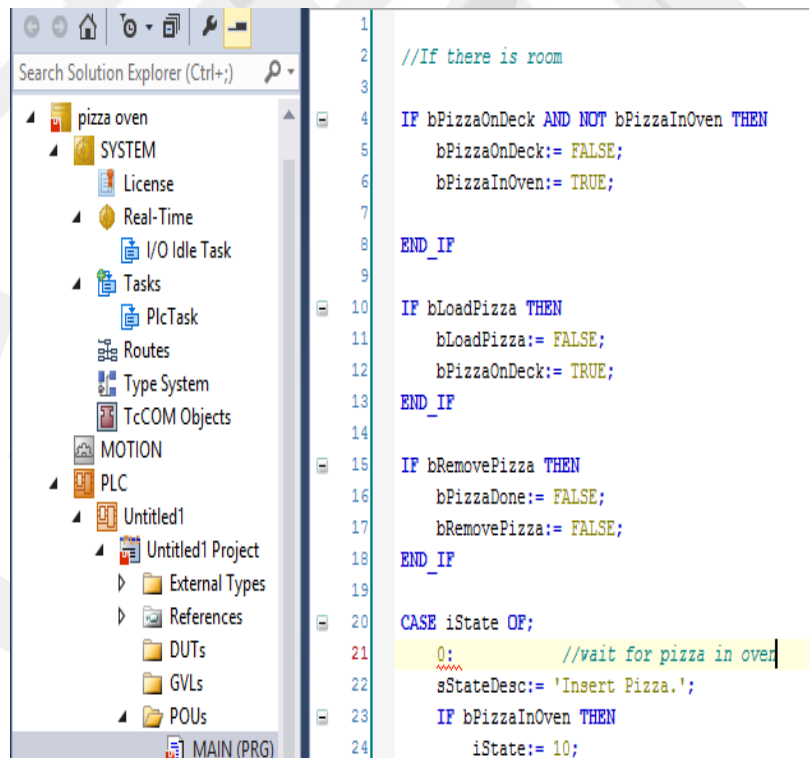 Search Solution Explorer (Ctrl+;)
pizza oven
SYSTEM
License
Real-Time
I/O Idle Task
Tasks
PlcTask
Routes
Type System
TcCOM Objects
MOTION
PLC
Untitled1
Untitled1 Project
External Types
References
DUTs
GVLs
POUs
MAIN (PRG)
1
2 //If there is room
3
4 IF bPizzaOnDeck AND NOT bPizzaInOven THEN
5 bPizzaOnDeck:= FALSE;
6 bPizzaInOven:= TRUE;
7
8 END_IF
9
10 IF bLoadPizza THEN
11 bLoadPizza:= FALSE;
12 bPizzaOnDeck:= TRUE;
13 END_IF
14
15 IF bRemovePizza THEN
16 bPizzaDone:= FALSE;
17 bRemovePizza:= FALSE;
18 END_IF
19
20 CASE iState OF;
21 0: //wait for pizza in oven
22 sStateDesc:= 'Insert Pizza.';
23 IF bPizzaInOven THEN
24 iState:= 10;